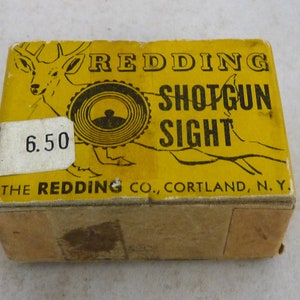 REDDING
SHOTGUN
SIGHT
6.50
THE REDDING CO., CORTLAND, N. Y.